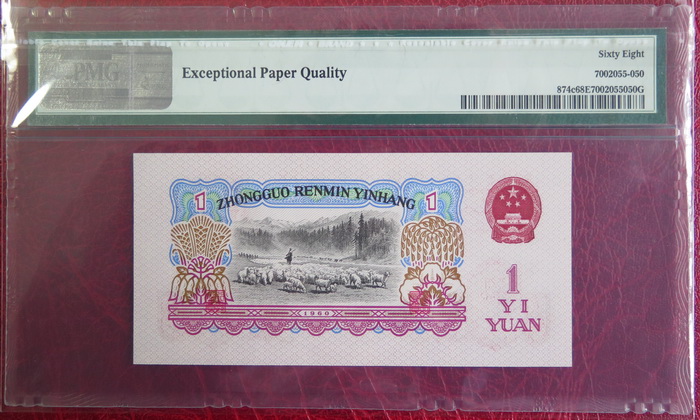 PMG
Exceptional Paper Quality
Sixty Eight
7002055-050
874c68E7002055050G
ZHONGGUO RENMIN YINHANG
1
1
1960
1
YI
YUAN